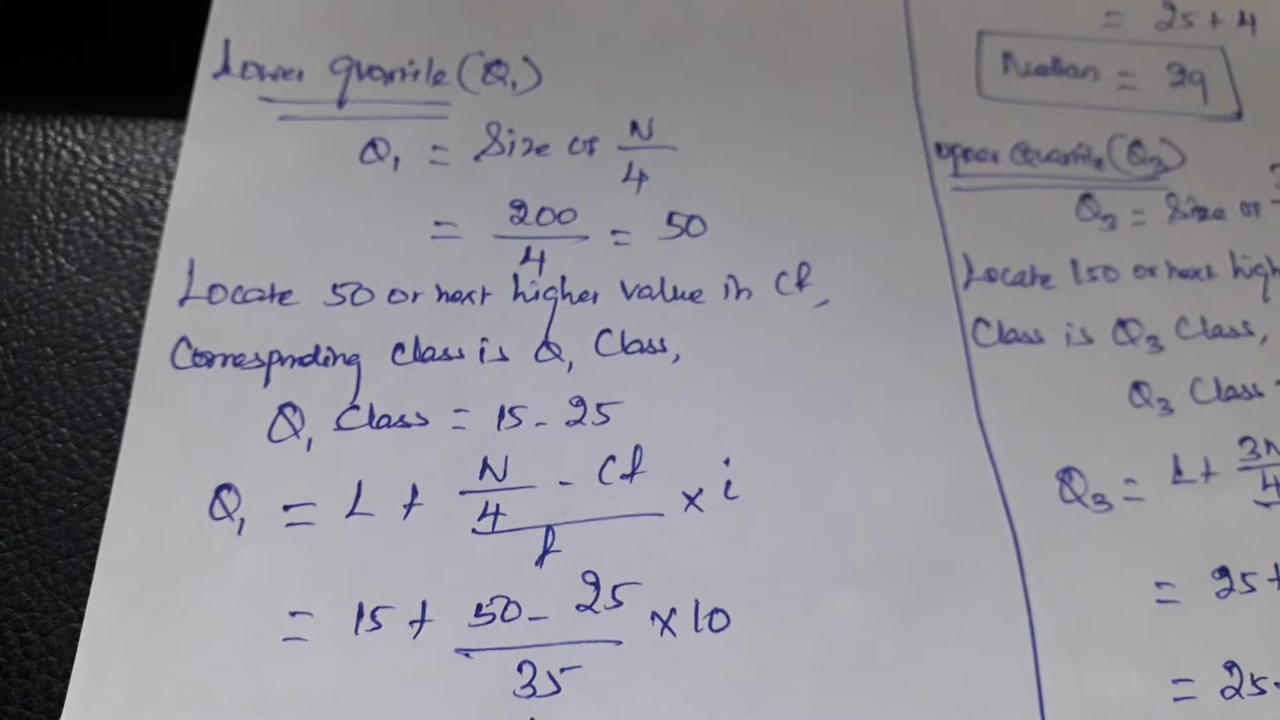 Lower quartile (Q₁)
Q₁ = Size of N/4
= 200/4 = 50
Locate 50 or next higher value in Cf,
Corresponding class is Q₁ Class,
Q₁ Class = 15 - 25
Q₁ = L + (N/4 - Cf)/f × i
= 15 + (50 - 25)/35 × 10
= 25 + 4
Median = 29
upper Quartile (Q₃)
Q₃ = Size of
Locate 150 or next high
Class is Q₃ Class,
Q₃ Class =
Q₃ = L + 3N/4
= 25 +
= 25